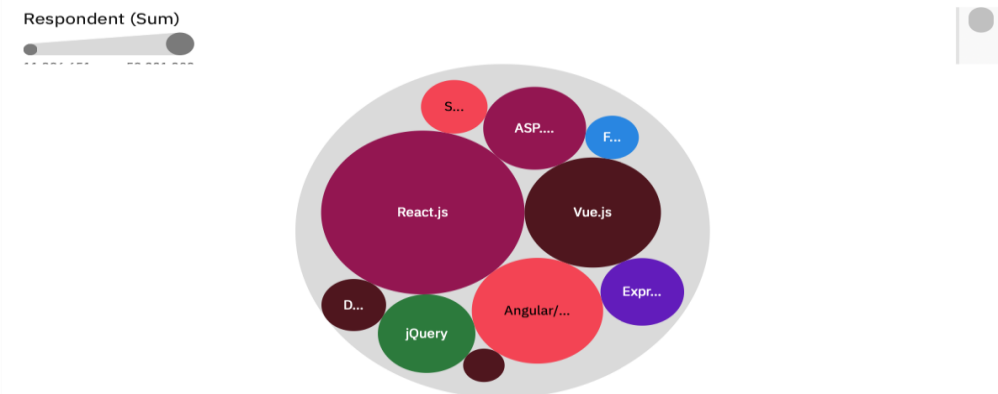 Respondent (Sum)
S...
ASP....
F...
React.js
Vue.js
Expr...
D...
Angular/...
jQuery